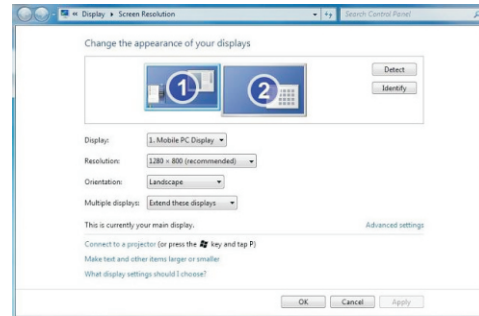 « Display ▸ Screen Resolution
Search Control Panel
Change the appearance of your displays
1
2
Detect
Identify
Display: 1. Mobile PC Display
Resolution: 1280 × 800 (recommended)
Orientation: Landscape
Multiple displays: Extend these displays
This is currently your main display.
Advanced settings
Connect to a projector (or press the key and tap P)
Make text and other items larger or smaller
What display settings should I choose?
OK Cancel Apply